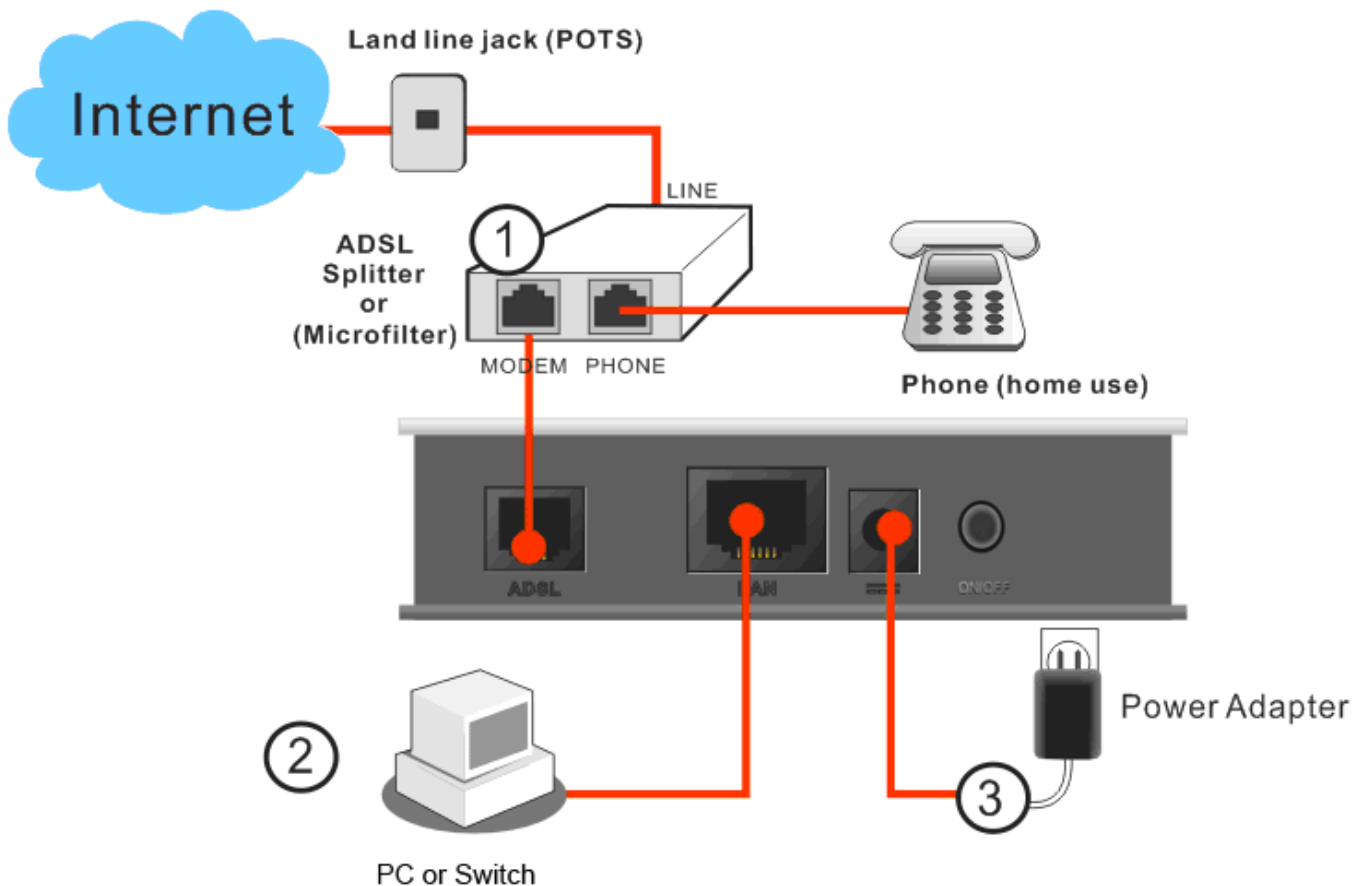 Land line jack (POTS)
Internet
LINE
1
ADSL
Splitter
or
(Microfilter)
MODEM PHONE
Phone (home use)
ADSL
LAN
ON/OFF
Power Adapter
2
3
PC or Switch